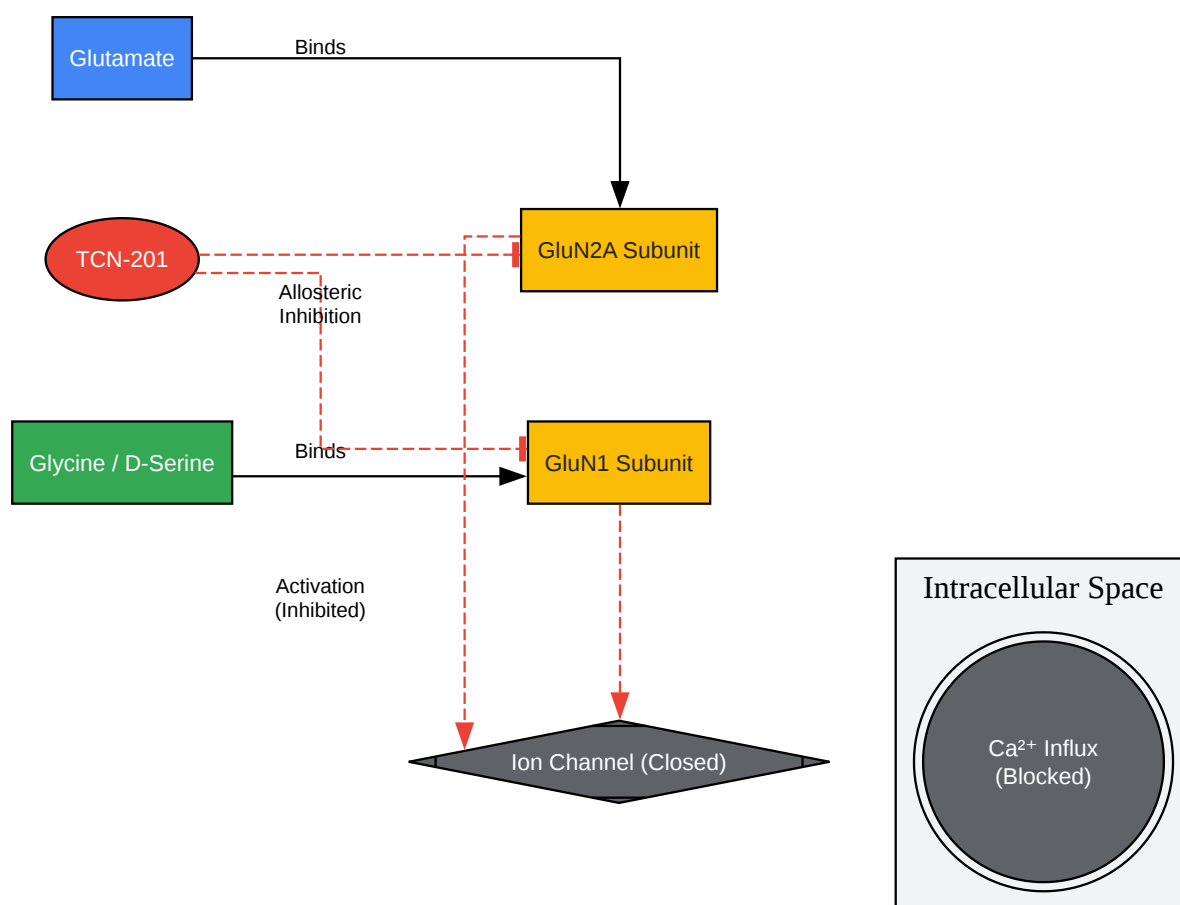 Glutamate
Binds
GluN2A Subunit
TCN-201
Allosteric
Inhibition
Glycine / D-Serine
Binds
GluN1 Subunit
Activation
(Inhibited)
Intracellular Space
Ion Channel (Closed)
Ca²⁺ Influx
(Blocked)